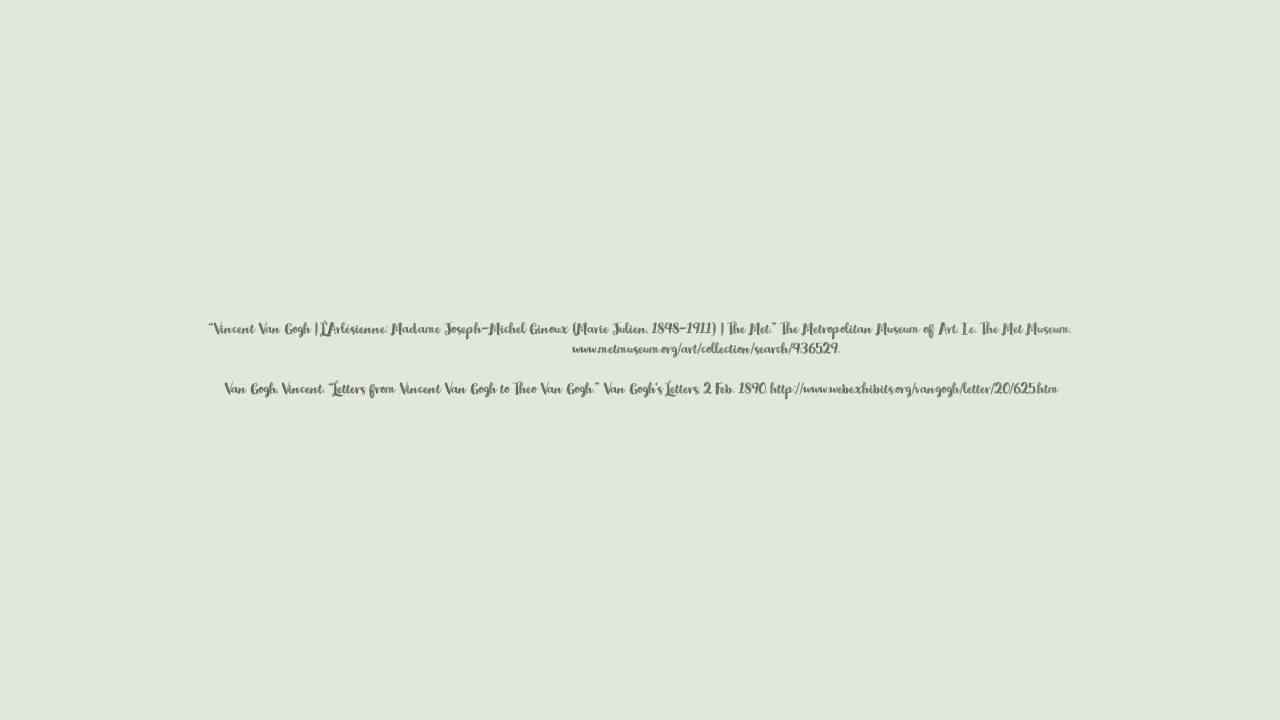 "Vincent Van Gogh | L'Arlésienne: Madame Joseph-Michel Ginoux (Marie Julien, 1848–1911) | The Met." The Metropolitan Museum of Art, I.e. The Met Museum,
www.metmuseum.org/art/collection/search/436529.
Van Gogh, Vincent. "Letters from Vincent Van Gogh to Theo Van Gogh." Van Gogh's Letters, 2 Feb. 1890, http://www.webexhibits.org/vangogh/letter/20/625.htm